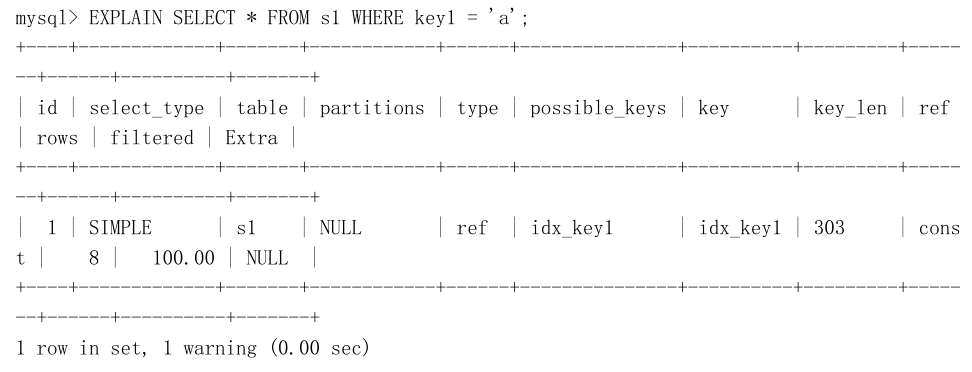 mysql> EXPLAIN SELECT * FROM s1 WHERE key1 = 'a';
+----+-------------+-------+------------+------+---------------+----------+---------+-----
--+------+----------+-------+
| id | select_type | table | partitions | type | possible_keys | key      | key_len | ref
| rows | filtered | Extra |
+----+-------------+-------+------------+------+---------------+----------+---------+-----
--+------+----------+-------+
|  1 | SIMPLE      | s1    | NULL       | ref  | idx_key1      | idx_key1 | 303     | cons
t |    8 |   100.00 | NULL  |
+----+-------------+-------+------------+------+---------------+----------+---------+-----
--+------+----------+-------+
1 row in set, 1 warning (0.00 sec)